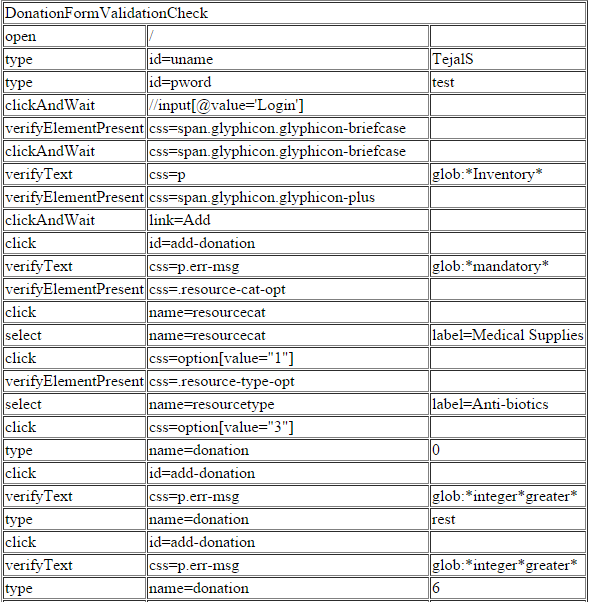 DonationFormValidationCheck
open /
type id=uname TejalS
type id=pword test
clickAndWait //input[@value='Login']
verifyElementPresent css=span.glyphicon.glyphicon-briefcase
clickAndWait css=span.glyphicon.glyphicon-briefcase
verifyText css=p glob:*Inventory*
verifyElementPresent css=span.glyphicon.glyphicon-plus
clickAndWait link=Add
click id=add-donation
verifyText css=p.err-msg glob:*mandatory*
verifyElementPresent css=.resource-cat-opt
click name=resourcecat
select name=resourcecat label=Medical Supplies
click css=option[value="1"]
verifyElementPresent css=.resource-type-opt
select name=resourcetype label=Anti-biotics
click css=option[value="3"]
type name=donation 0
click id=add-donation
verifyText css=p.err-msg glob:*integer*greater*
type name=donation rest
click id=add-donation
verifyText css=p.err-msg glob:*integer*greater*
type name=donation 6